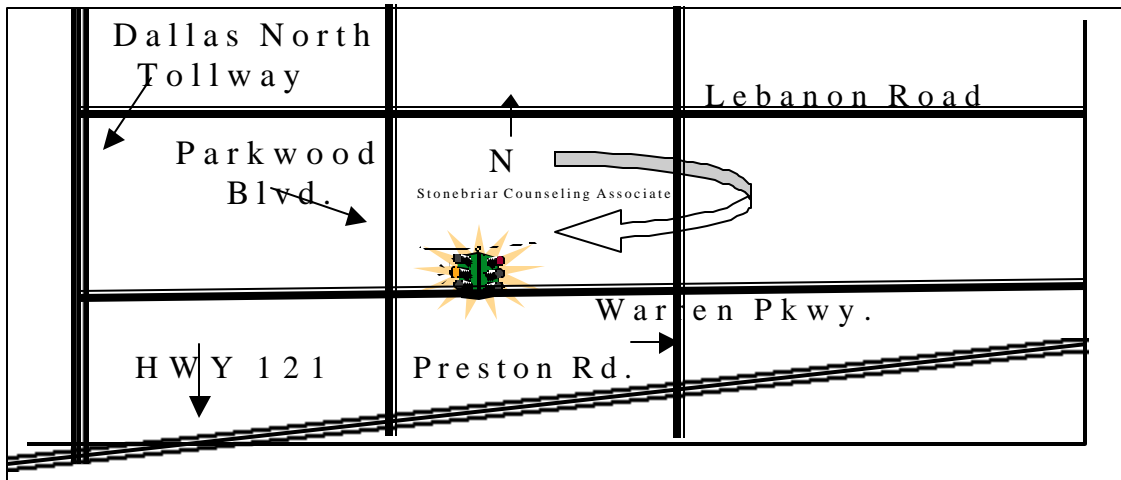 Dallas North
Tollway
Lebanon Road
Parkwood
Blvd.
N
Stonebriar Counseling Associate
Warren Pkwy.
HWY 121
Preston Rd.